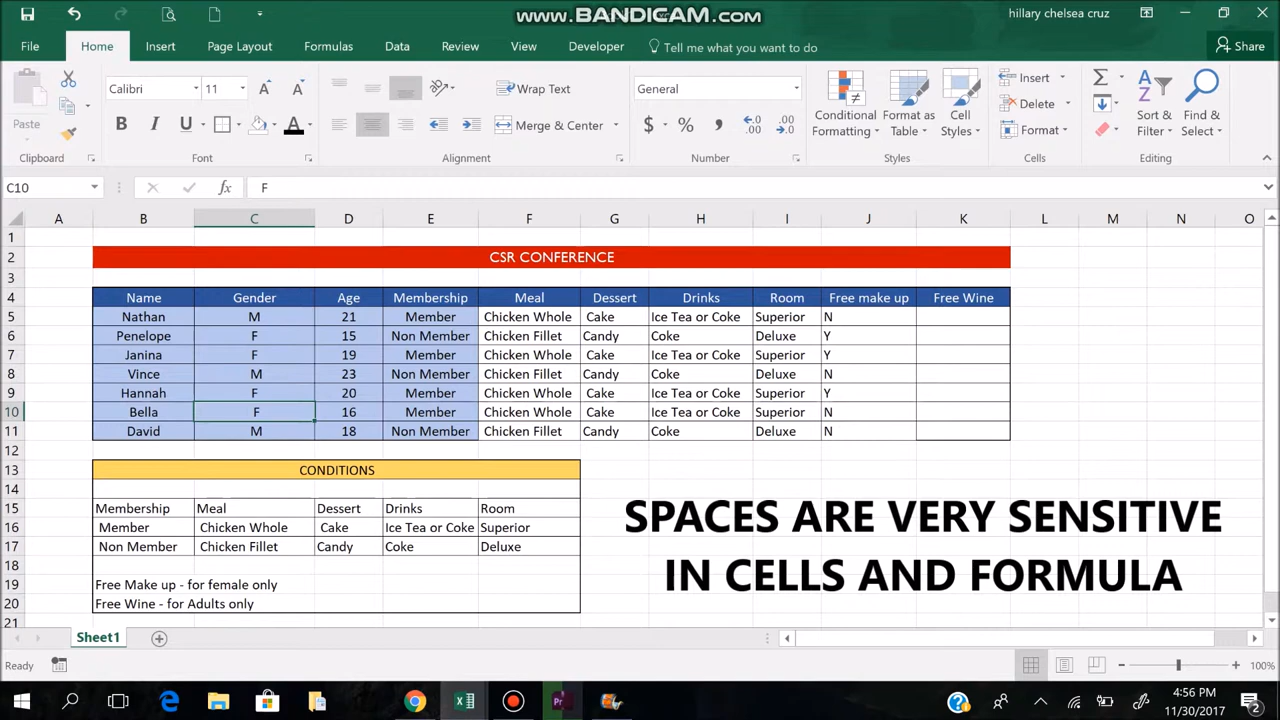 www.BANDICAM.com
hillary chelsea cruz
File Home Insert Page Layout Formulas Data Review View Developer Tell me what you want to do Share
Paste
Calibri 11
B I U A
Wrap Text
Merge & Center
General
$ % ,
Conditional Formatting
Format as Table
Cell Styles
Insert
Delete
Format
Sort & Filter
Find & Select
Clipboard Font Alignment Number Styles Cells Editing
C10 fx F
A B C D E F G H I J K L M N O
1
2 CSR CONFERENCE
3
4 Name Gender Age Membership Meal Dessert Drinks Room Free make up Free Wine
5 Nathan M 21 Member Chicken Whole Cake Ice Tea or Coke Superior N
6 Penelope F 15 Non Member Chicken Fillet Candy Coke Deluxe Y
7 Janina F 19 Member Chicken Whole Cake Ice Tea or Coke Superior Y
8 Vince M 23 Non Member Chicken Fillet Candy Coke Deluxe N
9 Hannah F 20 Member Chicken Whole Cake Ice Tea or Coke Superior Y
10 Bella F 16 Member Chicken Whole Cake Ice Tea or Coke Superior N
11 David M 18 Non Member Chicken Fillet Candy Coke Deluxe N
12
13 CONDITIONS
14
15 Membership Meal Dessert Drinks Room
16 Member Chicken Whole Cake Ice Tea or Coke Superior
17 Non Member Chicken Fillet Candy Coke Deluxe
18
19 Free Make up - for female only
20 Free Wine - for Adults only
21
SPACES ARE VERY SENSITIVE
IN CELLS AND FORMULA
Sheet1
Ready 100%
4:56 PM
11/30/2017
2